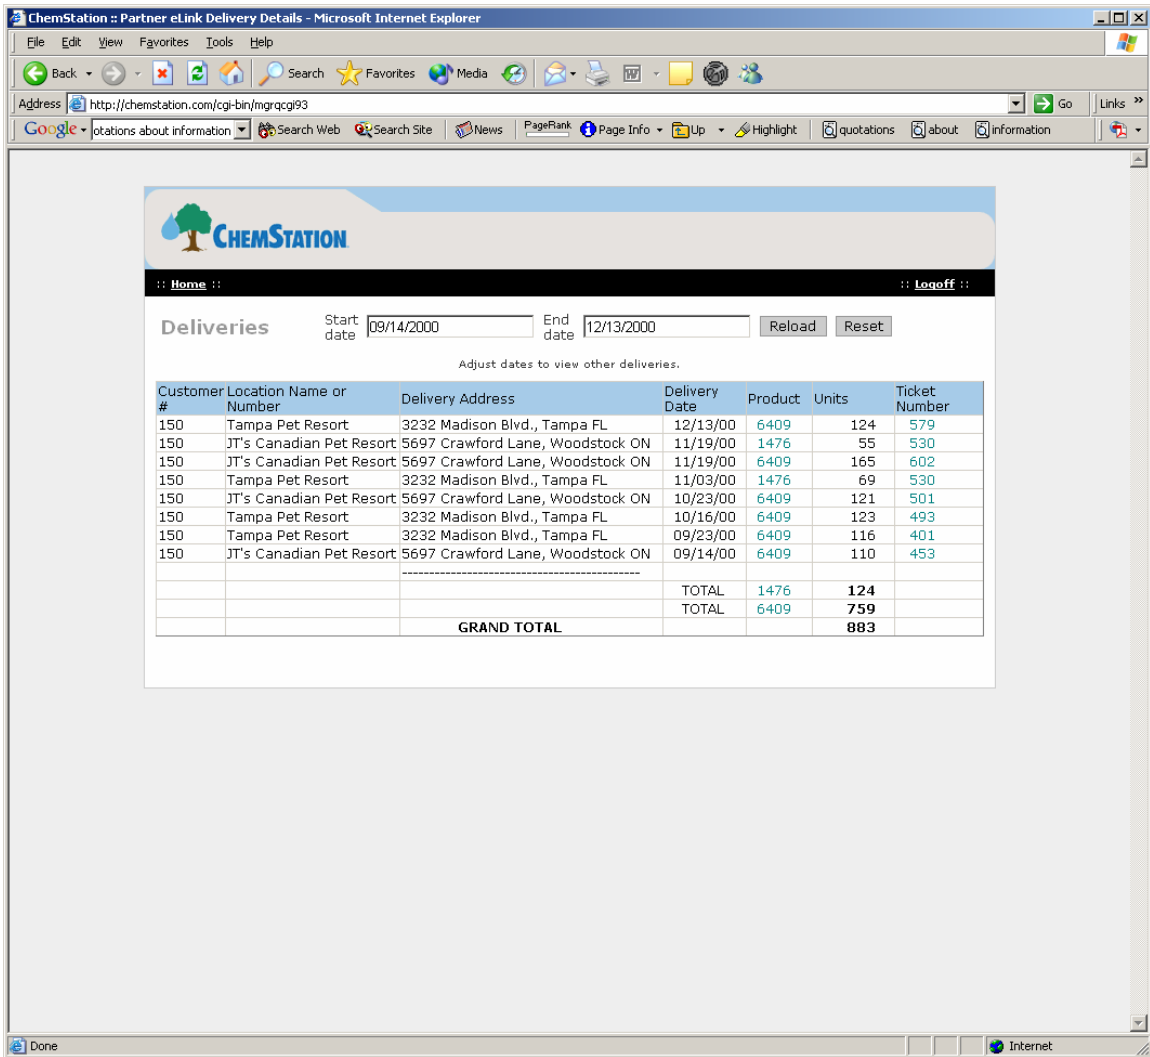 ChemStation :: Partner eLink Delivery Details - Microsoft Internet Explorer
File Edit View Favorites Tools Help
Back Search Favorites Media
Address http://chemstation.com/cgi-bin/mgrqcgi93 Go Links »
Google otations about information Search Web Search Site News PageRank Page Info Up Highlight quotations about information
CHEMSTATION
:: Home :: :: Logoff ::
Deliveries Start date 09/14/2000 End date 12/13/2000 Reload Reset
Adjust dates to view other deliveries.
Customer # Location Name or Number Delivery Address Delivery Date Product Units Ticket Number
150 Tampa Pet Resort 3232 Madison Blvd., Tampa FL 12/13/00 6409 124 579
150 JT's Canadian Pet Resort 5697 Crawford Lane, Woodstock ON 11/19/00 1476 55 530
150 JT's Canadian Pet Resort 5697 Crawford Lane, Woodstock ON 11/19/00 6409 165 602
150 Tampa Pet Resort 3232 Madison Blvd., Tampa FL 11/03/00 1476 69 530
150 JT's Canadian Pet Resort 5697 Crawford Lane, Woodstock ON 10/23/00 6409 121 501
150 Tampa Pet Resort 3232 Madison Blvd., Tampa FL 10/16/00 6409 123 493
150 Tampa Pet Resort 3232 Madison Blvd., Tampa FL 09/23/00 6409 116 401
150 JT's Canadian Pet Resort 5697 Crawford Lane, Woodstock ON 09/14/00 6409 110 453
--------------------------------------------
TOTAL 1476 124
TOTAL 6409 759
GRAND TOTAL 883
Done Internet